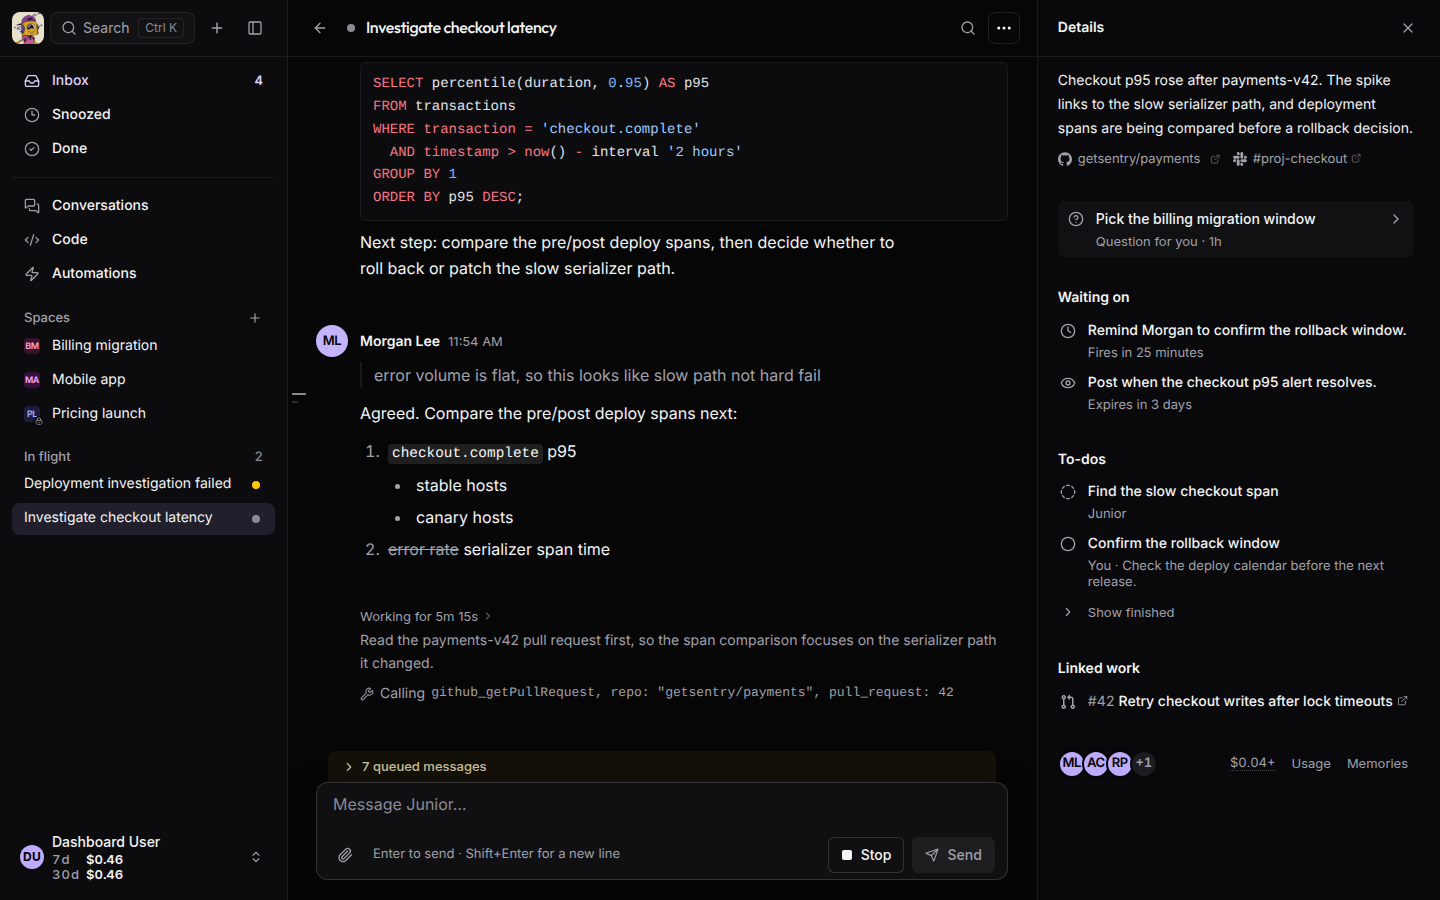 Search
Ctrl K
Inbox
4
Snoozed
Done
Conversations
Code
Automations
Spaces
BM
Billing migration
MA
Mobile app
PL
Pricing launch
In flight
2
Deployment investigation failed
Investigate checkout latency
DU
Dashboard User
7d $0.46
30d $0.46
Investigate checkout latency
SELECT percentile(duration, 0.95) AS p95
FROM transactions
WHERE transaction = 'checkout.complete'
AND timestamp > now() - interval '2 hours'
GROUP BY 1
ORDER BY p95 DESC;
Next step: compare the pre/post deploy spans, then decide whether to
roll back or patch the slow serializer path.
ML
Morgan Lee 11:54 AM
error volume is flat, so this looks like slow path not hard fail
Agreed. Compare the pre/post deploy spans next:
1. checkout.complete p95
• stable hosts
• canary hosts
2. error rate serializer span time
Working for 5m 15s
Read the payments-v42 pull request first, so the span comparison focuses on the serializer path
it changed.
Calling github_getPullRequest, repo: "getsentry/payments", pull_request: 42
7 queued messages
Message Junior...
Enter to send · Shift+Enter for a new line
Stop
Send
Details
Checkout p95 rose after payments-v42. The spike
links to the slow serializer path, and deployment
spans are being compared before a rollback decision.
getsentry/payments
#proj-checkout
Pick the billing migration window
Question for you · 1h
Waiting on
Remind Morgan to confirm the rollback window.
Fires in 25 minutes
Post when the checkout p95 alert resolves.
Expires in 3 days
To-dos
Find the slow checkout span
Junior
Confirm the rollback window
You · Check the deploy calendar before the next
release.
Show finished
Linked work
#42 Retry checkout writes after lock timeouts
ML AC RP +1
$0.04+
Usage
Memories